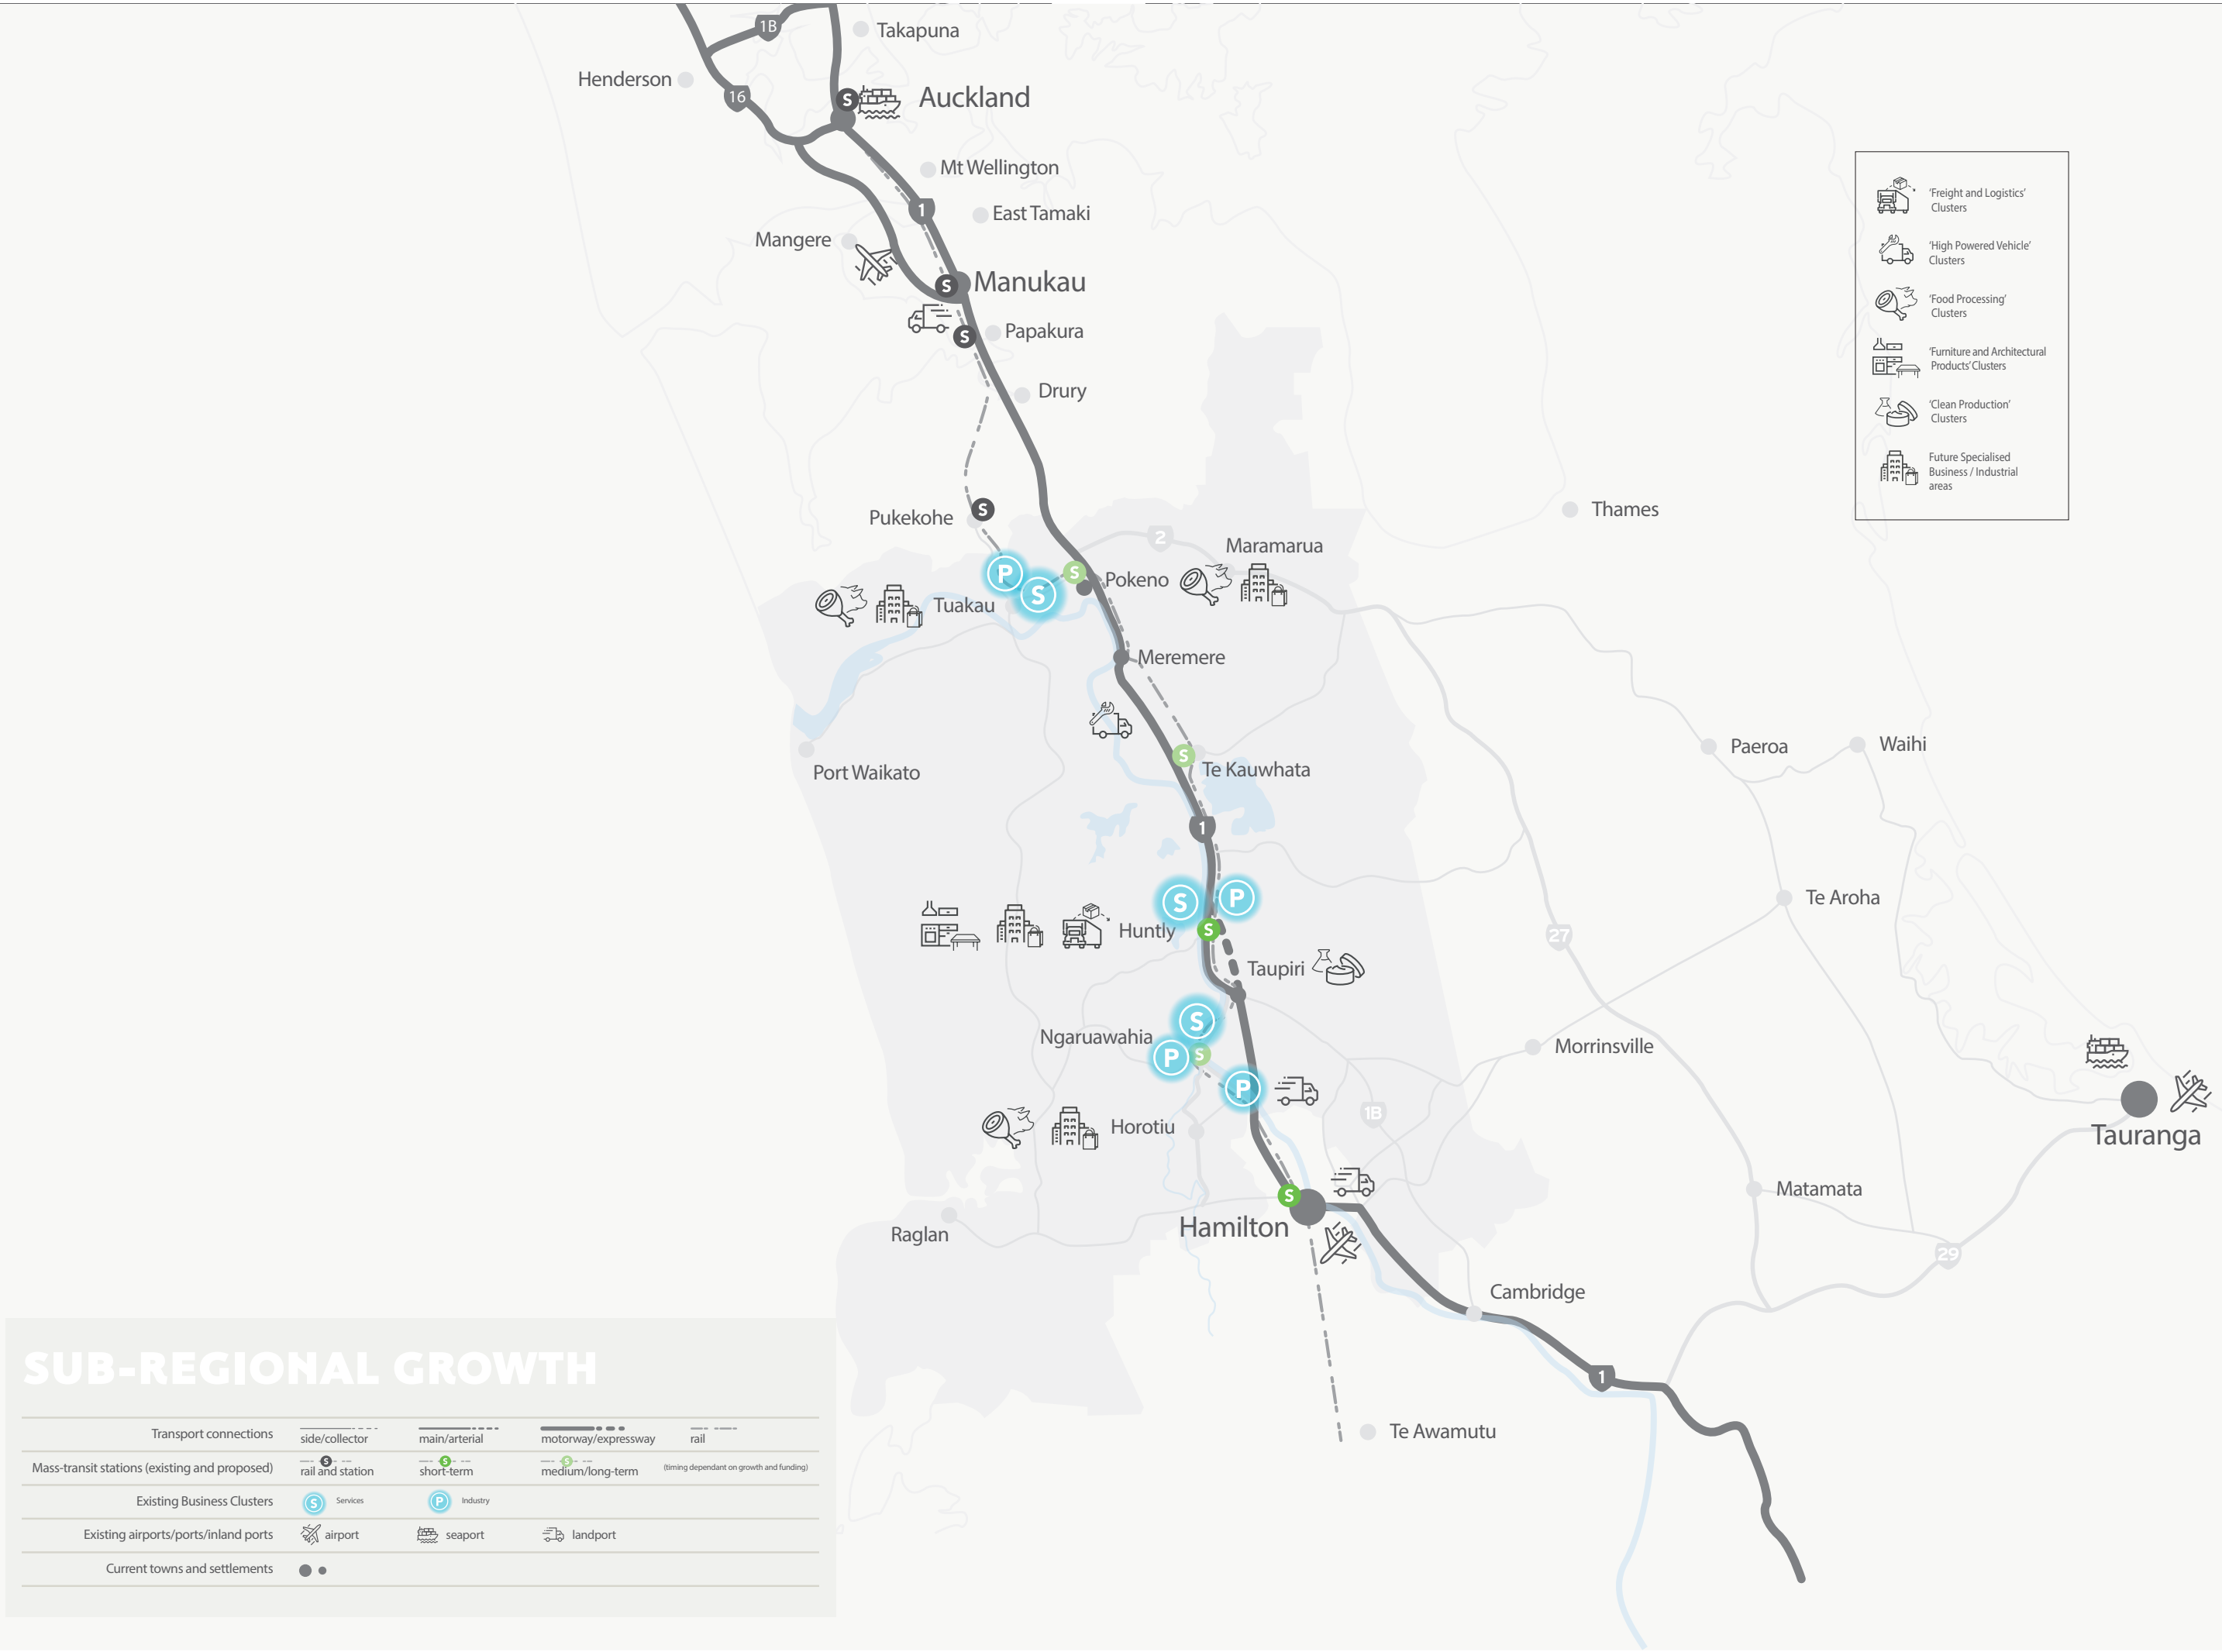 1B
Takapuna
Henderson
16
S
Auckland
Mt Wellington
1
East Tamaki
Mangere
S
Manukau
S
Papakura
Drury
'Freight and Logistics'
Clusters
'High Powered Vehicle'
Clusters
'Food Processing'
Clusters
'Furniture and Architectural
Products' Clusters
'Clean Production'
Clusters
Future Specialised
Business / Industrial
areas
Pukekohe
S
Thames
2
Maramarua
P
S
S
Pokeno
Tuakau
Meremere
Port Waikato
S
Te Kauwhata
Paeroa
Waihi
1
S
P
Huntly
S
Te Aroha
27
Taupiri
S
Ngaruawahia
P
S
P
Morrinsville
1B
Horotiu
Tauranga
S
Hamilton
Matamata
Raglan
29
Cambridge
1
Te Awamutu
SUB-REGIONAL GROWTH
Transport connections
side/collector
main/arterial
motorway/expressway
rail
Mass-transit stations (existing and proposed)
S
rail and station
S
short-term
S
medium/long-term
(timing dependant on growth and funding)
Existing Business Clusters
S
Services
P
Industry
Existing airports/ports/inland ports
airport
seaport
landport
Current towns and settlements